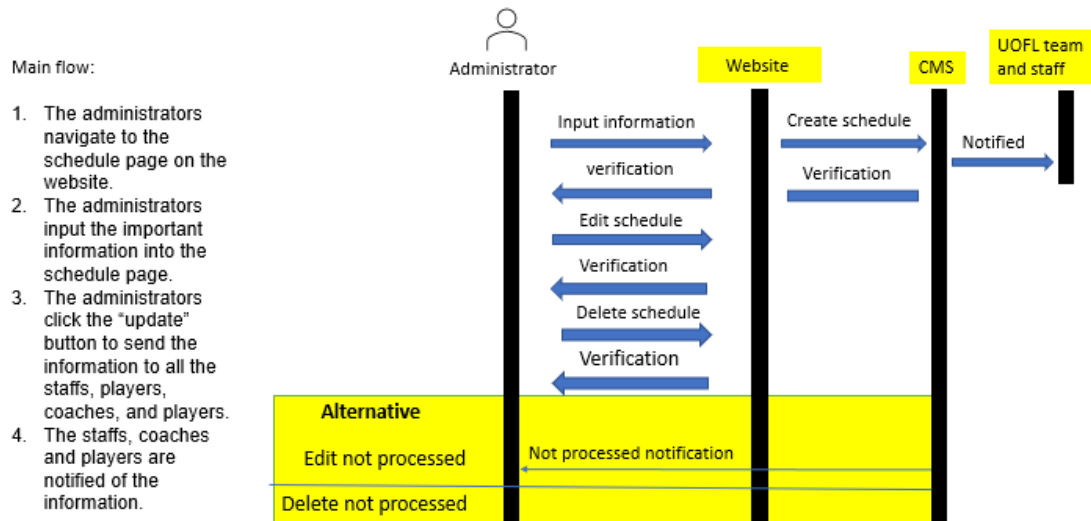 Main flow:
1. The administrators
navigate to the
schedule page on the
website.
2. The administrators
input the important
information into the
schedule page.
3. The administrators
click the “update”
button to send the
information to all the
staffs, players,
coaches, and players.
4. The staffs, coaches
and players are
notified of the
information.
Administrator
Website
CMS
UOFL team
and staff
Input information
Create schedule
Notified
verification
Verification
Edit schedule
Verification
Delete schedule
Verification
Alternative
Edit not processed
Not processed notification
Delete not processed